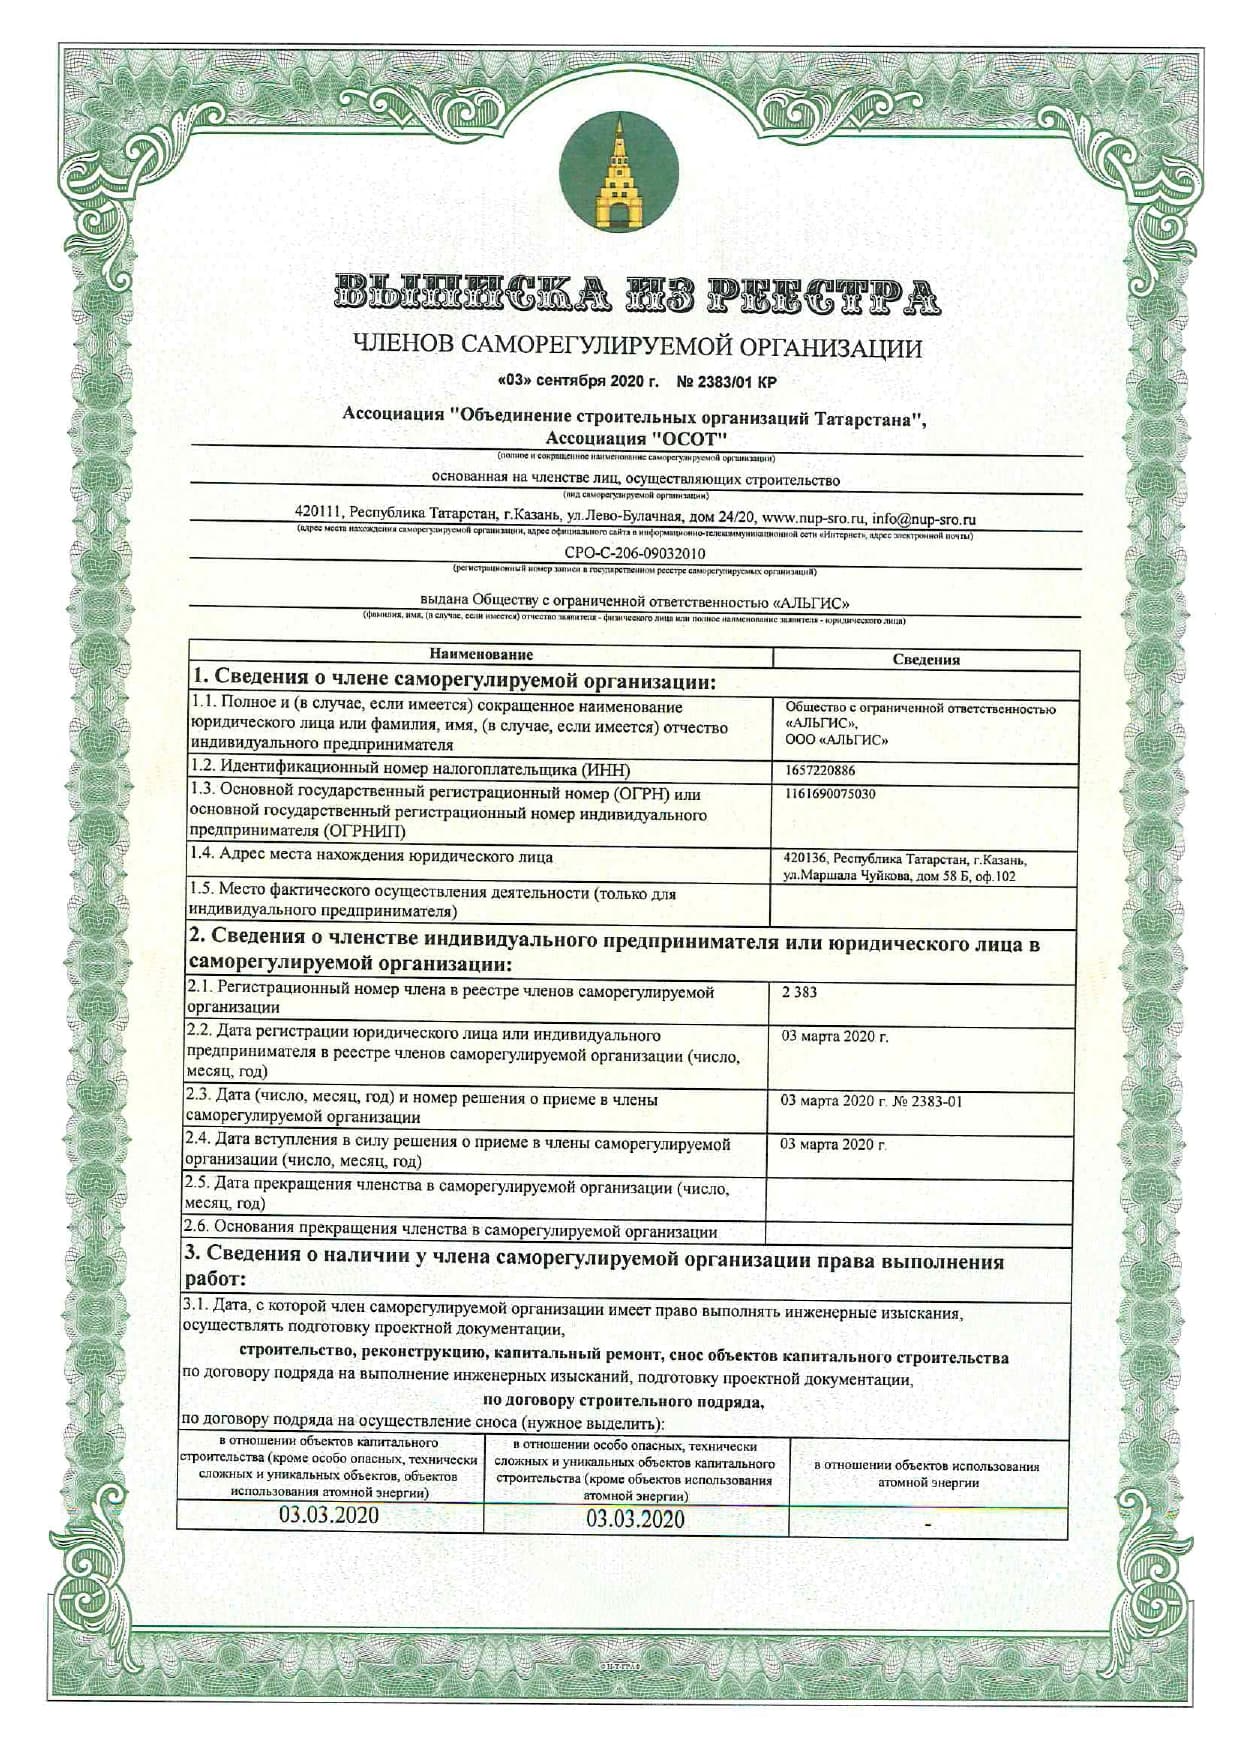 ВЫПИСКА ИЗ РЕЕСТРА
ЧЛЕНОВ САМОРЕГУЛИРУЕМОЙ ОРГАНИЗАЦИИ
«03» сентября 2020 г. № 2383/01 КР
Ассоциация "Объединение строительных организаций Татарстана",
Ассоциация "ОСОТ"
(полное и сокращенное наименование саморегулируемой организации)
основанная на членстве лиц, осуществляющих строительство
(вид саморегулируемой организации)
420111, Республика Татарстан, г.Казань, ул.Лево-Булачная, дом 24/20, www.nup-sro.ru, info@nup-sro.ru
(адрес места нахождения саморегулируемой организации, адрес официального сайта в информационно-телекоммуникационной сети «Интернет», адрес электронной почты)
СРО-С-206-09032010
(регистрационный номер записи в государственном реестре саморегулируемых организаций)
выдана Обществу с ограниченной ответственностью «АЛЬГИС»
(фамилия, имя, (в случае, если имеется) отчество заявителя - физического лица или полное наименование заявителя - юридического лица)
Наименование Сведения
1. Сведения о члене саморегулируемой организации:
1.1. Полное и (в случае, если имеется) сокращенное наименование
юридического лица или фамилия, имя, (в случае, если имеется) отчество
индивидуального предпринимателя
Общество с ограниченной ответственностью
«АЛЬГИС»,
ООО «АЛЬГИС»
1.2. Идентификационный номер налогоплательщика (ИНН)
1657220886
1.3. Основной государственный регистрационный номер (ОГРН) или
основной государственный регистрационный номер индивидуального
предпринимателя (ОГРНИП)
1161690075030
1.4. Адрес места нахождения юридического лица
420136, Республика Татарстан, г.Казань,
ул.Маршала Чуйкова, дом 58 Б, оф.102
1.5. Место фактического осуществления деятельности (только для
индивидуального предпринимателя)
2. Сведения о членстве индивидуального предпринимателя или юридического лица в
саморегулируемой организации:
2.1. Регистрационный номер члена в реестре членов саморегулируемой
организации
2 383
2.2. Дата регистрации юридического лица или индивидуального
предпринимателя в реестре членов саморегулируемой организации (число,
месяц, год)
03 марта 2020 г.
2.3. Дата (число, месяц, год) и номер решения о приеме в члены
саморегулируемой организации
03 марта 2020 г. № 2383-01
2.4. Дата вступления в силу решения о приеме в члены саморегулируемой
организации (число, месяц, год)
03 марта 2020 г.
2.5. Дата прекращения членства в саморегулируемой организации (число,
месяц, год)
2.6. Основания прекращения членства в саморегулируемой организации
3. Сведения о наличии у члена саморегулируемой организации права выполнения
работ:
3.1. Дата, с которой член саморегулируемой организации имеет право выполнять инженерные изыскания,
осуществлять подготовку проектной документации,
строительство, реконструкцию, капитальный ремонт, снос объектов капитального строительства
по договору подряда на выполнение инженерных изысканий, подготовку проектной документации,
по договору строительного подряда,
по договору подряда на осуществление сноса (нужное выделить):
в отношении объектов капитального
строительства (кроме особо опасных, технически
сложных и уникальных объектов, объектов
использования атомной энергии)
в отношении особо опасных, технически
сложных и уникальных объектов капитального
строительства (кроме объектов использования
атомной энергии)
в отношении объектов использования
атомной энергии
03.03.2020 03.03.2020 -